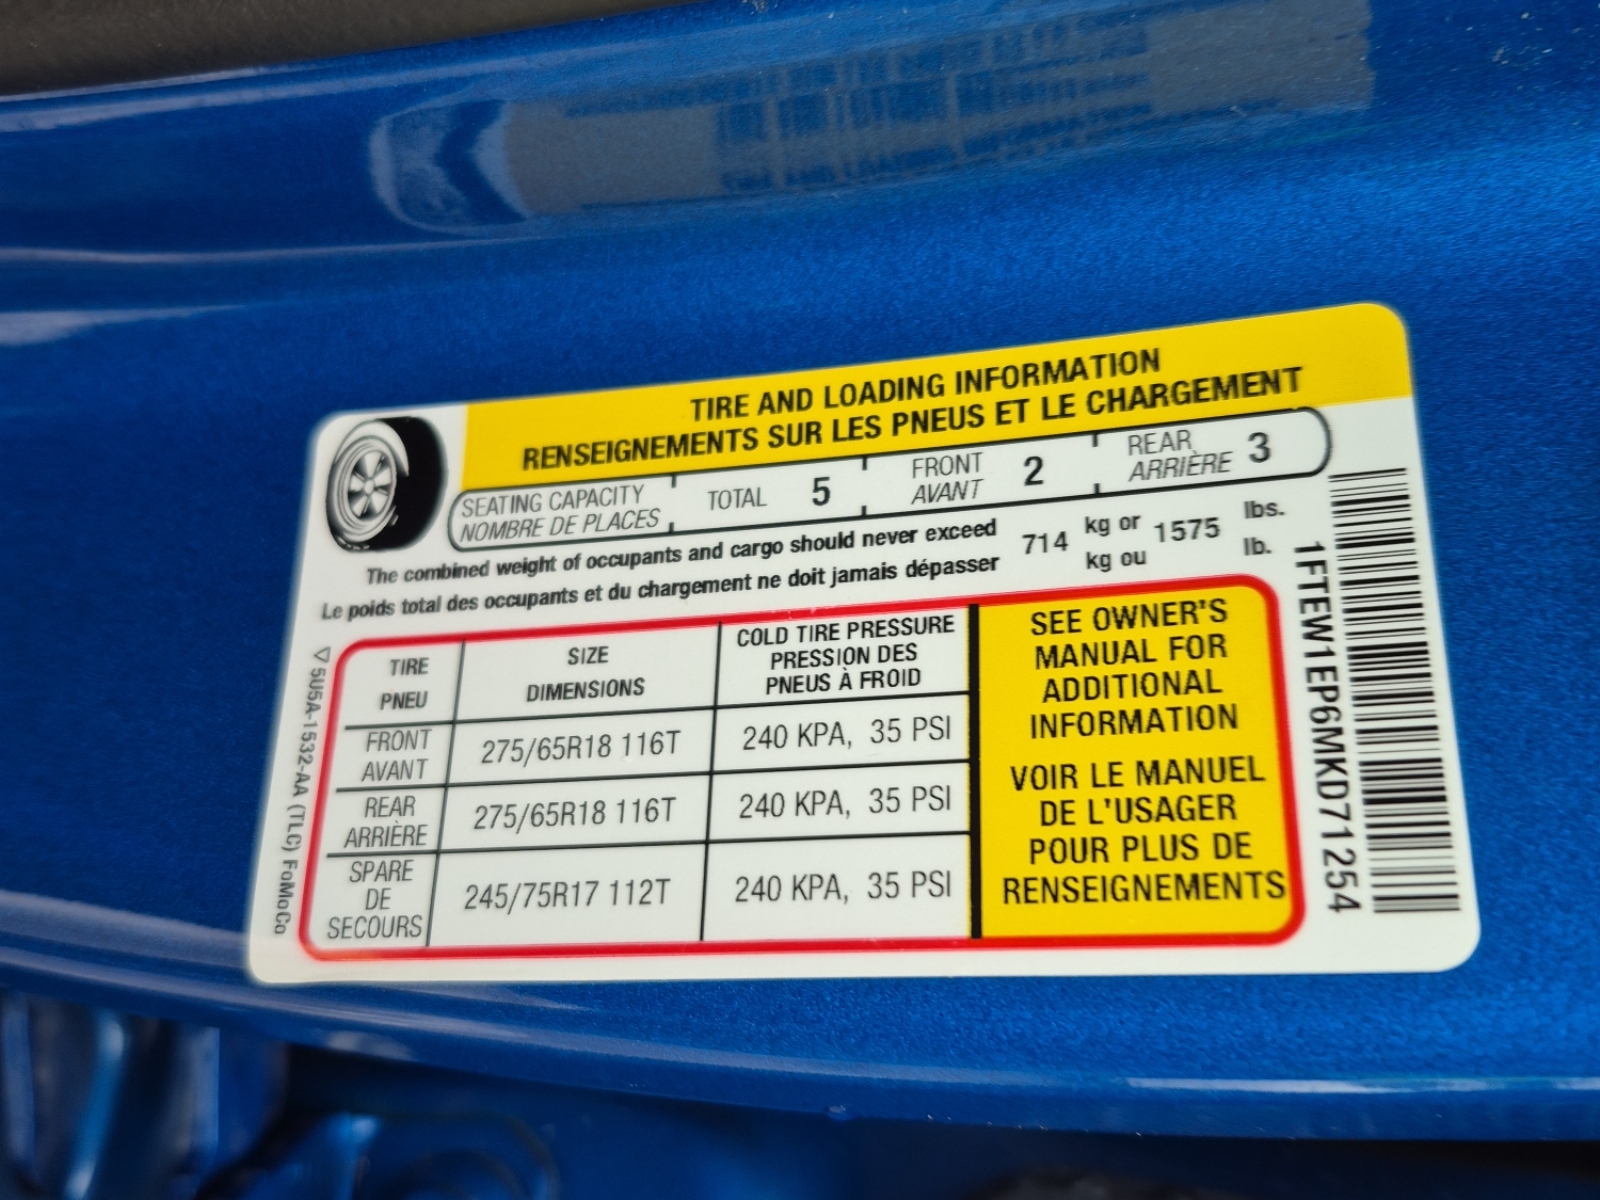 TIRE AND LOADING INFORMATION
RENSEIGNEMENTS SUR LES PNEUS ET LE CHARGEMENT
SEATING CAPACITY
NOMBRE DE PLACES
TOTAL 5
FRONT
AVANT
2
REAR
ARRIÈRE
3
The combined weight of occupants and cargo should never exceed
Le poids total des occupants et du chargement ne doit jamais dépasser
714
kg or
kg ou
1575
lbs.
lb.
TIRE
PNEU
SIZE
DIMENSIONS
COLD TIRE PRESSURE
PRESSION DES
PNEUS À FROID
FRONT
AVANT
275/65R18 116T
240 KPA, 35 PSI
REAR
ARRIÈRE
275/65R18 116T
240 KPA, 35 PSI
SPARE
DE
SECOURS
245/75R17 112T
240 KPA, 35 PSI
SEE OWNER'S
MANUAL FOR
ADDITIONAL
INFORMATION
VOIR LE MANUEL
DE L'USAGER
POUR PLUS DE
RENSEIGNEMENTS
1FTEW1EP6MKD71254
5U5A-1532-AA (TLC) FoMoCo